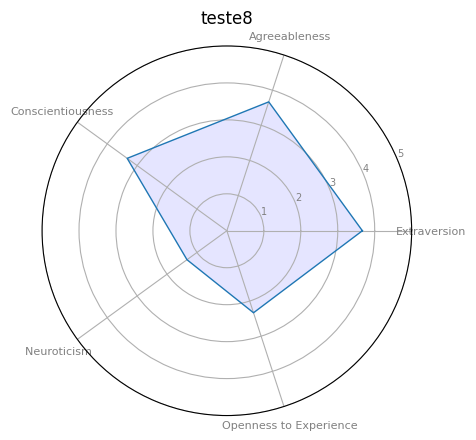 teste8
Agreeableness
Conscientiousness
5
4
3
2
1
Extraversion
Neuroticism
Openness to Experience